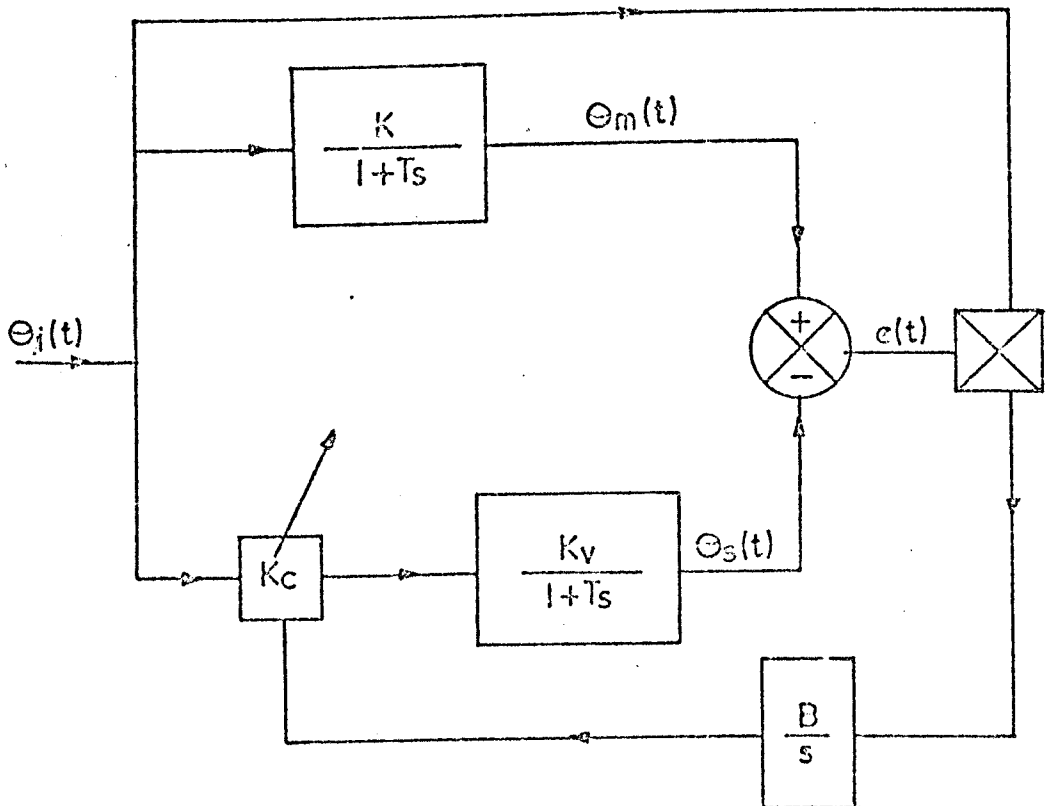 K
1+Ts
θm(t)
θi(t)
+
−
e(t)
Kc
Kv
1+Ts
θs(t)
B
s